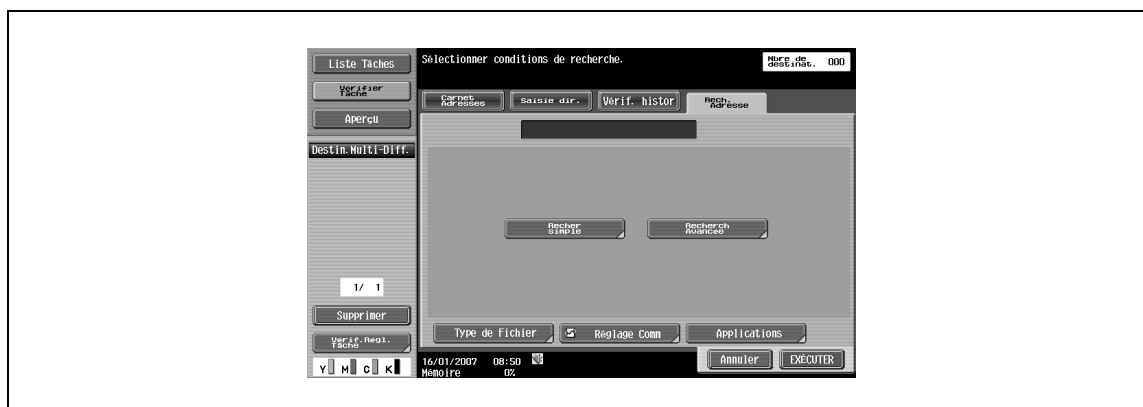 Liste Tâches
Vérifier
Tâche
Aperçu
Destin.Multi-Diff.
1/ 1
Supprimer
Vérif.Régl.
Tâche
Y M C K
Sélectionner conditions de recherche.
Nbre de
destinat.
000
Carnet
Adresses
Saisie dir.
Vérif. histor
Rech.
Adresse
Recher
simple
Recherch
Avancée
Type de Fichier
Réglage Comm
Applications
16/01/2007 08:50
Mémoire 0%
Annuler
EXÉCUTER